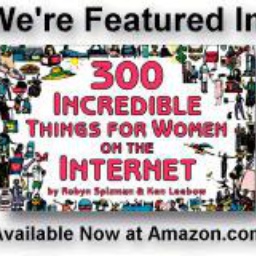 We're Featured In
300
INCREDIBLE
THINGS FOR WOMEN
ON THE
INTERNET
by Robyn Spizman & Ken Leebow
Available Now at Amazon.com